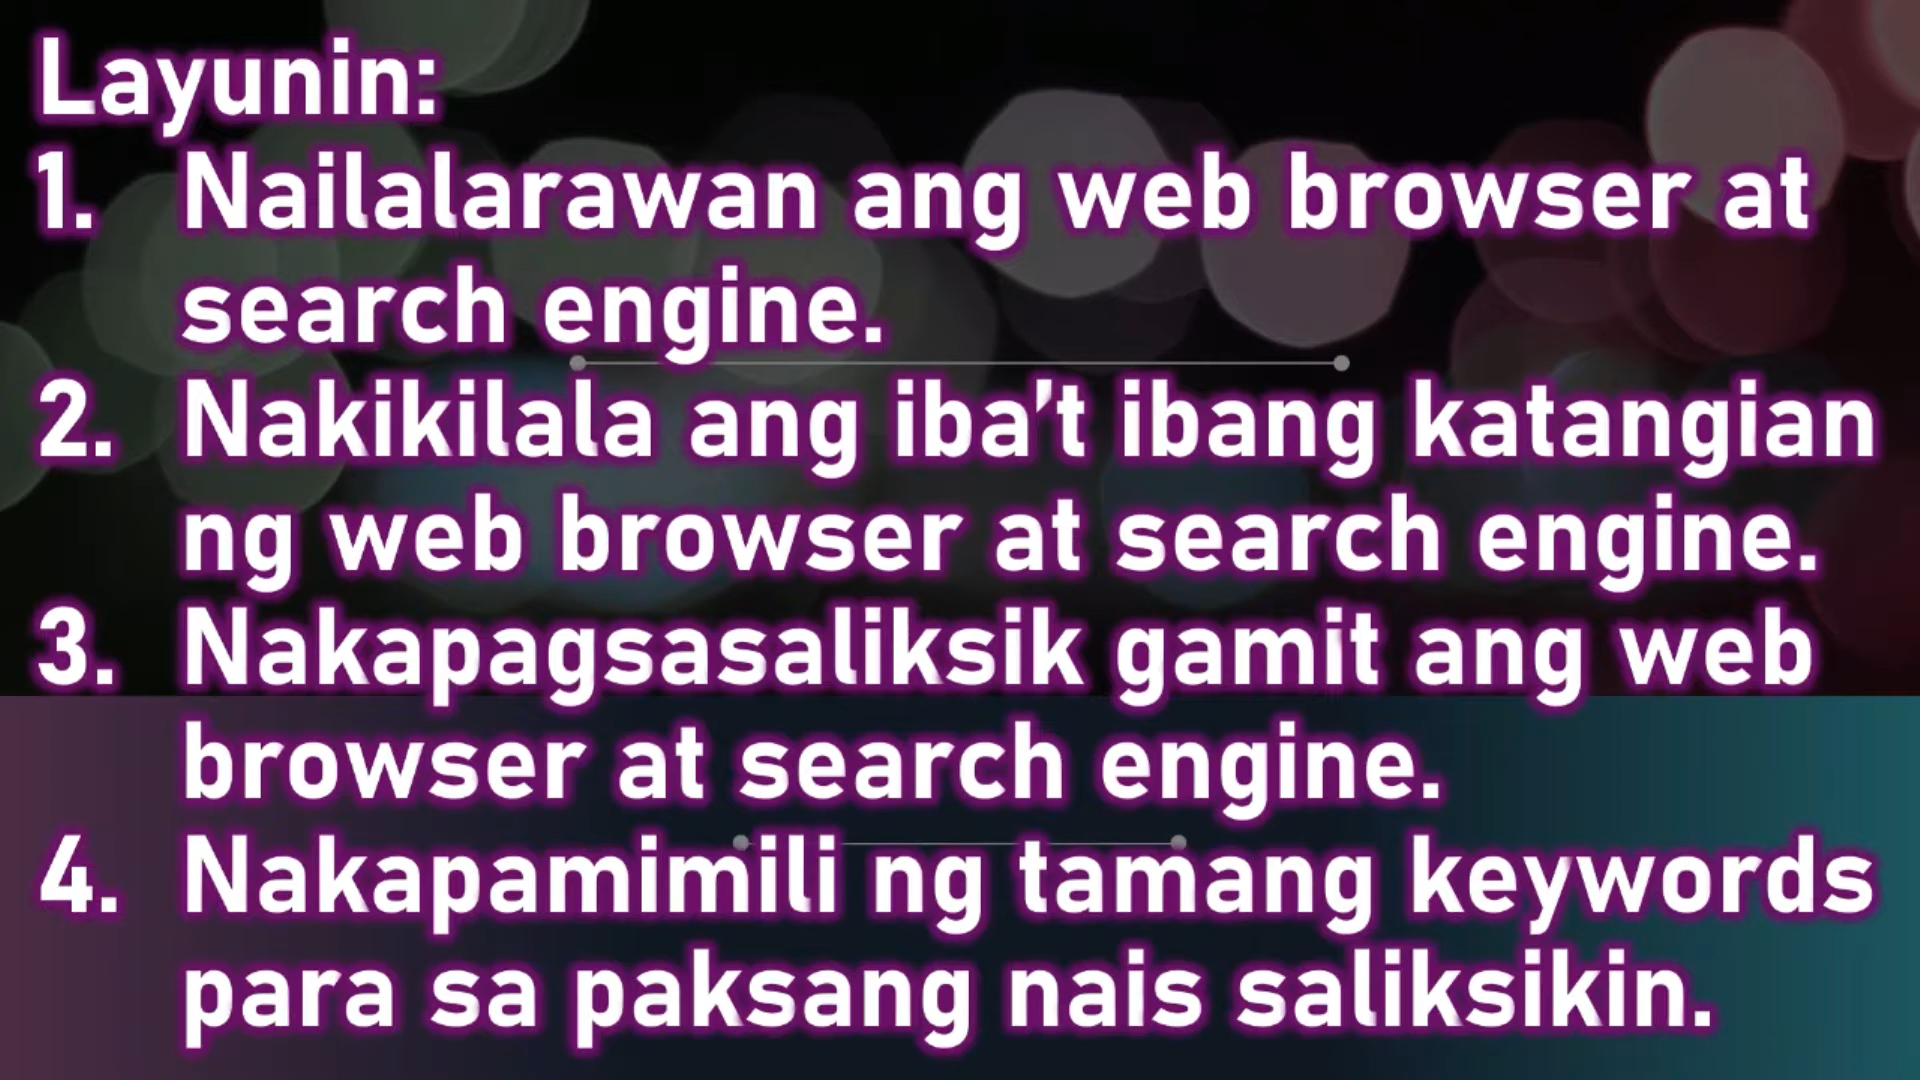 Layunin:
1. Nailalarawan ang web browser at
search engine.
2. Nakikilala ang iba’t ibang katangian
ng web browser at search engine.
3. Nakapagsasaliksik gamit ang web
browser at search engine.
4. Nakapamimili ng tamang keywords
para sa paksang nais saliksikin.